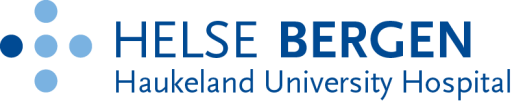 HELSE BERGEN
Haukeland University Hospital